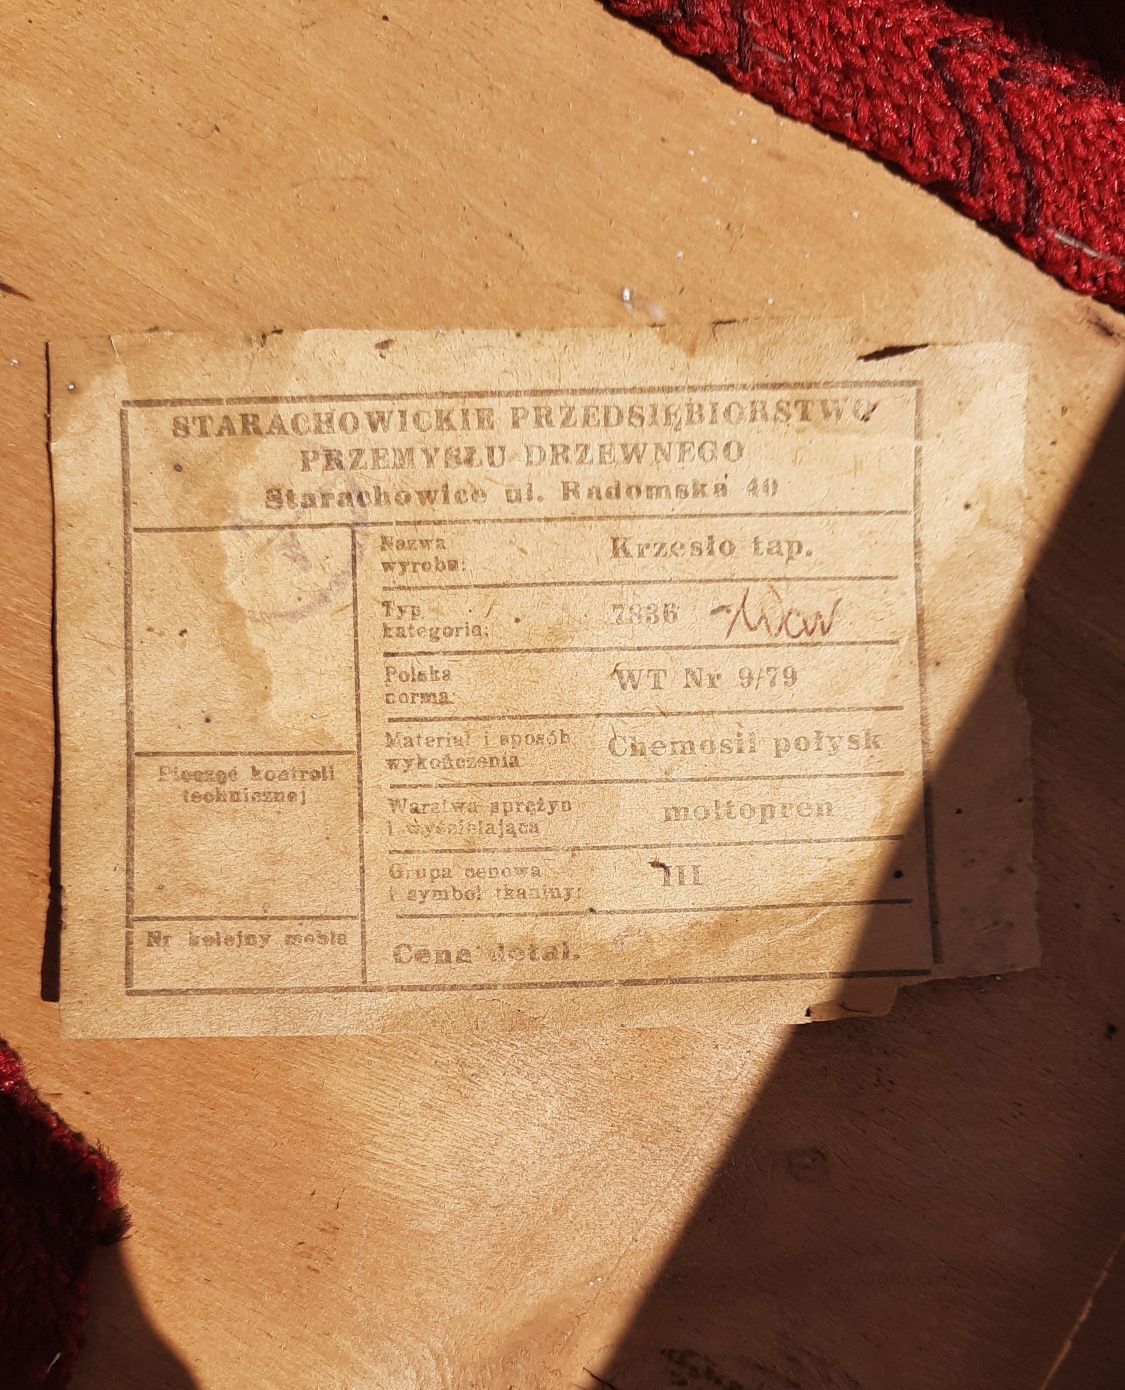 STARACHOWICKIE PRZEDSIĘBIORSTWO
PRZEMYSŁU DRZEWNEGO
Starachowice ul. Radomska 40
Nazwa
wyrobu:
Krzesło tap.
Typ
kategoria:
7836
Polska
norma
WT Nr 9/79
Materiał i sposób
wykończenia
Chemosil połysk
Warstwa sprężyn
i wyścielająca
moltopren
Grupa cenowa
i symbol tkaniny:
III
Cena detal.
Pieczęć kontroli
technicznej
Nr kolejny mebla